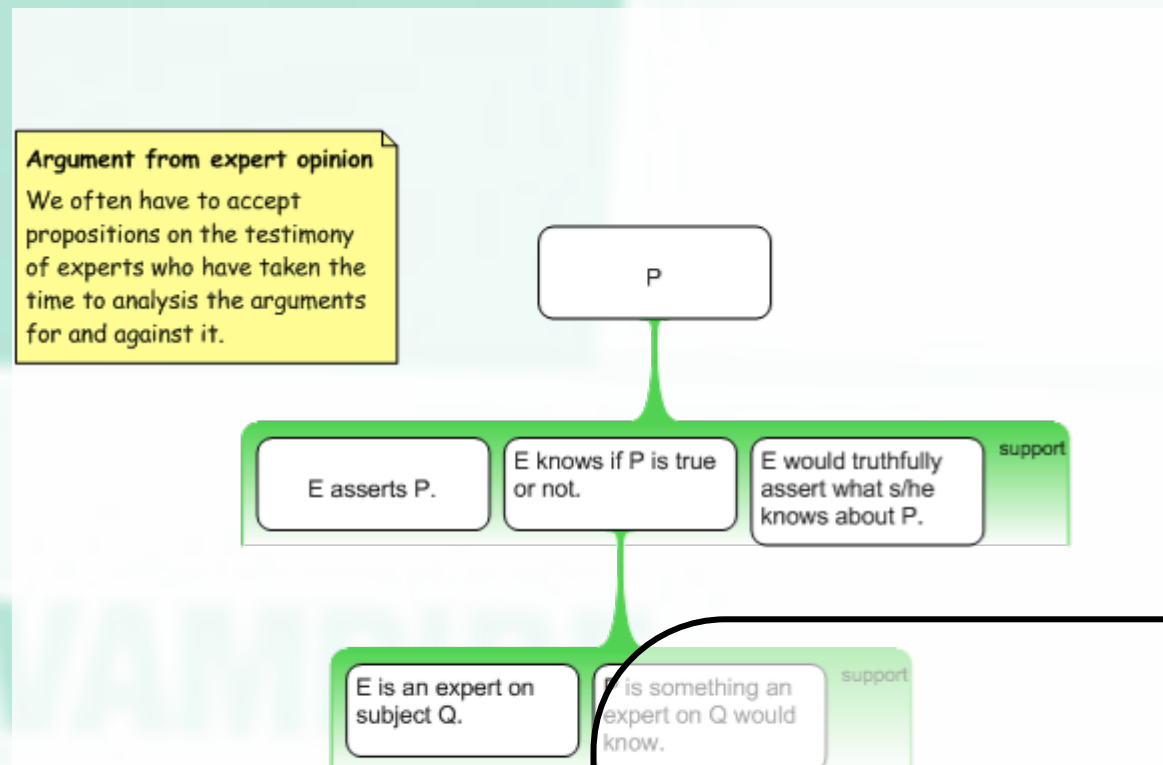 Argument from expert opinion
We often have to accept
propositions on the testimony
of experts who have taken the
time to analysis the arguments
for and against it.
P
support
E asserts P.
E knows if P is true
or not.
E would truthfully
assert what s/he
knows about P.
support
E is an expert on
subject Q.
P is something an
expert on Q would
know.